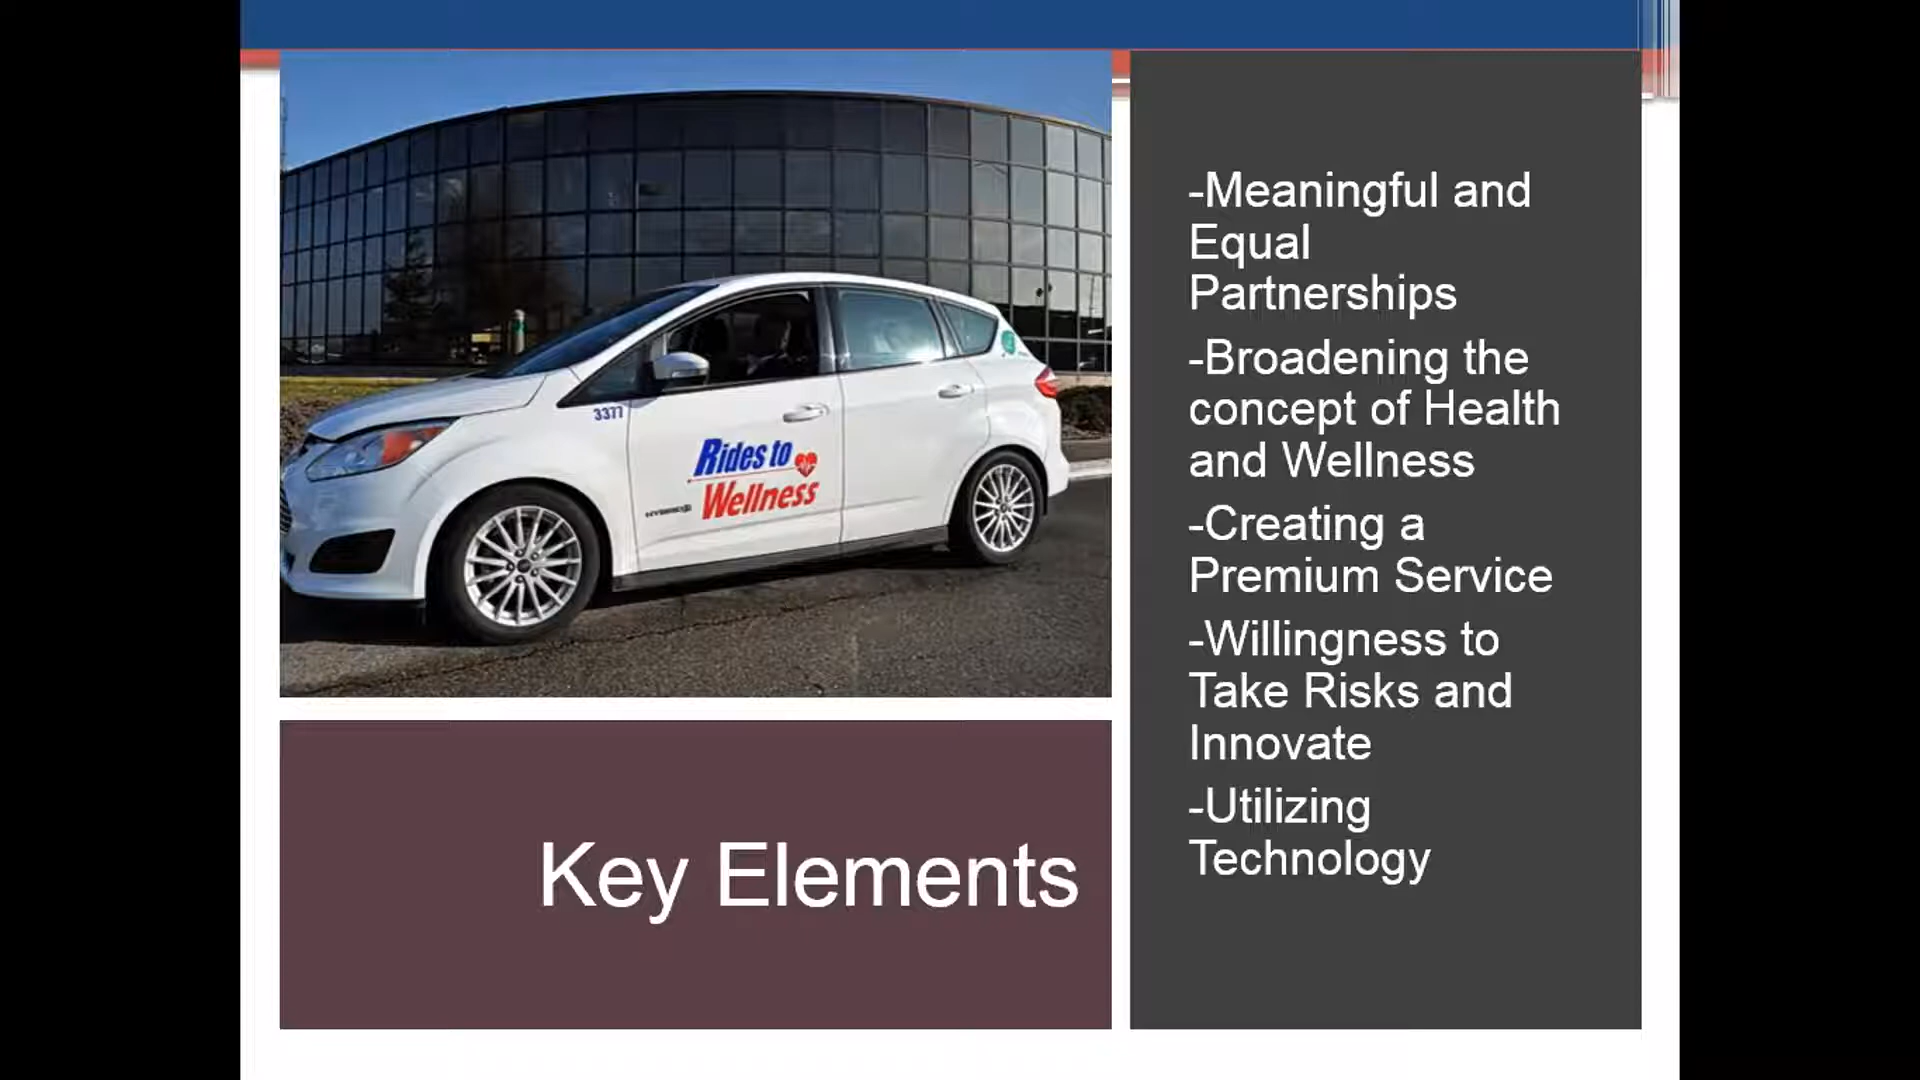 3377
Rides to
Wellness
HYBRID
Key Elements
-Meaningful and
Equal
Partnerships
-Broadening the
concept of Health
and Wellness
-Creating a
Premium Service
-Willingness to
Take Risks and
Innovate
-Utilizing
Technology